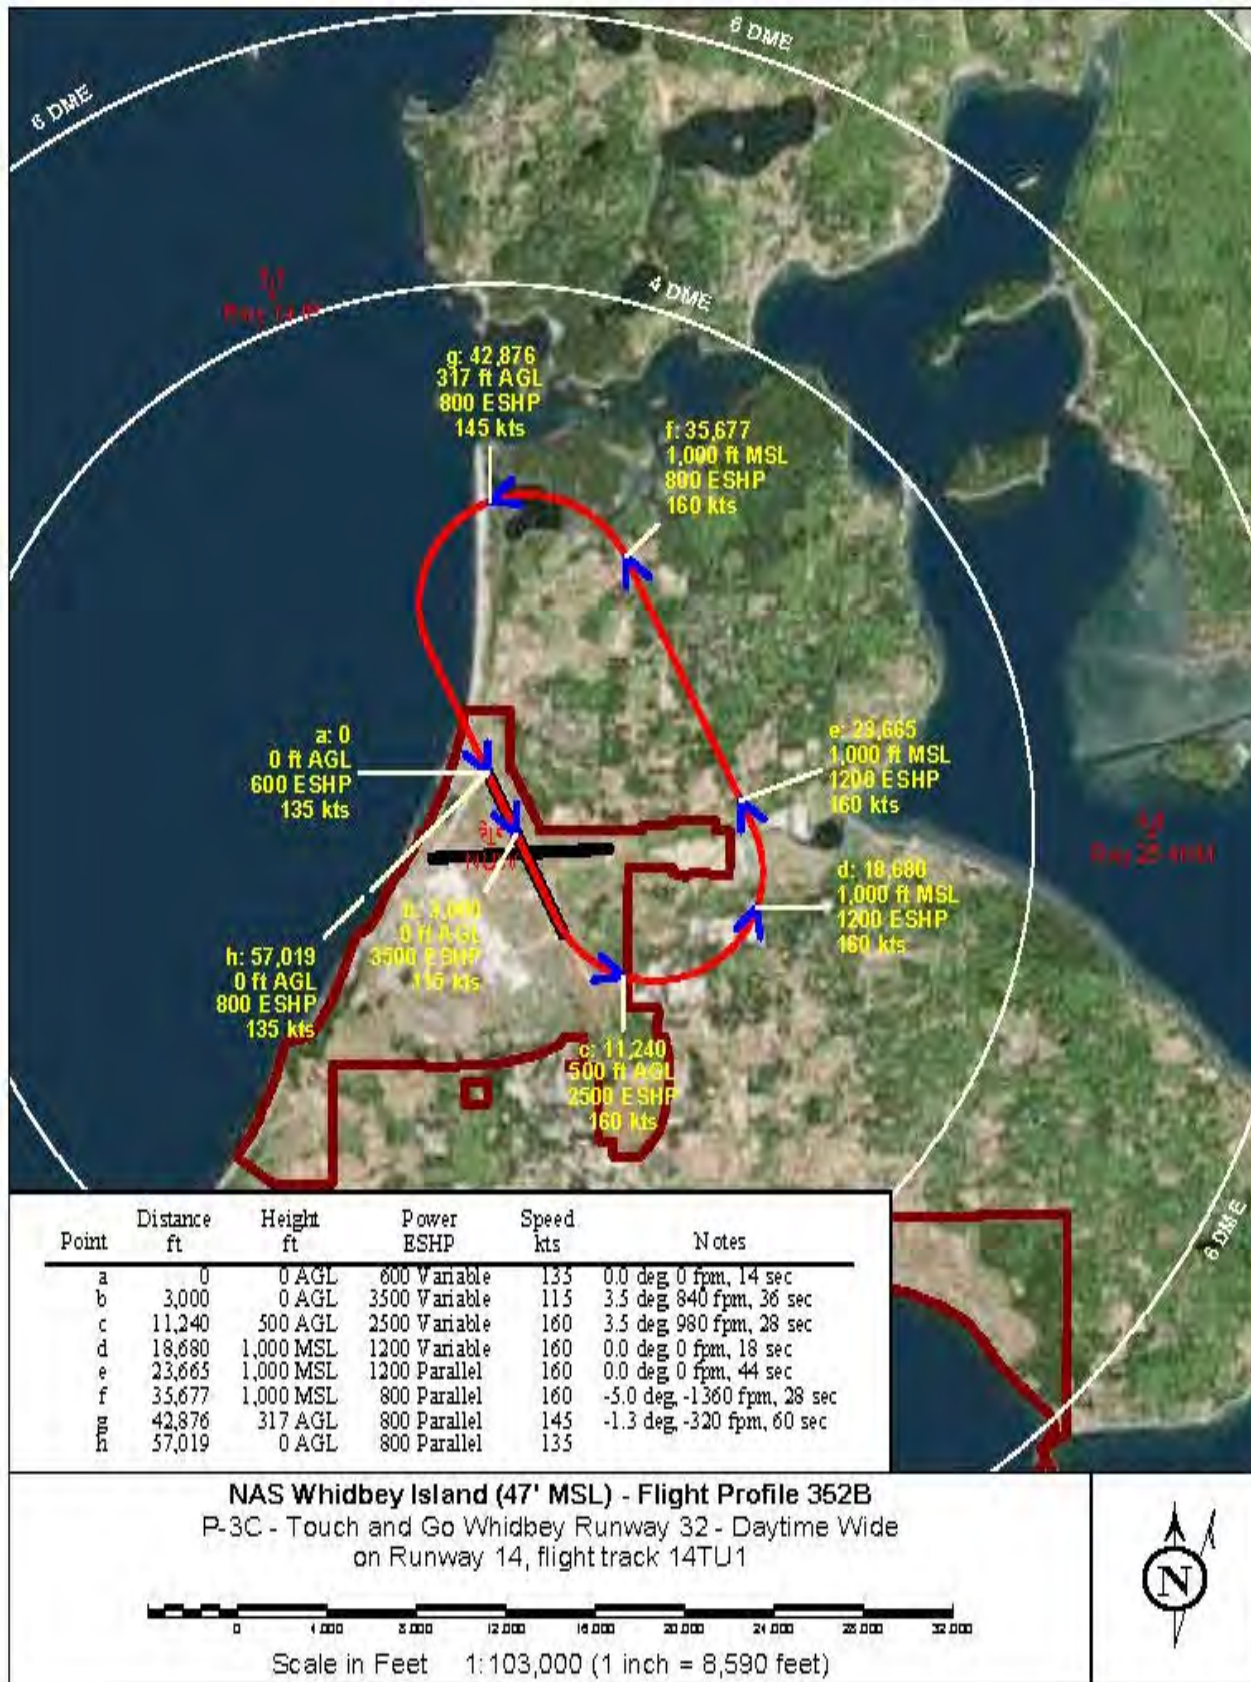 6 DME
6 DME
4 DME
g: 42,876
317 ft AGL
800 ESHP
145 kts
f: 35,677
1,000 ft MSL
800 ESHP
160 kts
a: 0
0 ft AGL
600 ESHP
135 kts
e: 23,665
1,000 ft MSL
1200 ESHP
160 kts
d: 18,680
1,000 ft MSL
1200 ESHP
160 kts
b: 3,000
0 ft AGL
3500 ESHP
115 kts
h: 57,019
0 ft AGL
800 ESHP
135 kts
c: 11,240
500 ft AGL
2500 ESHP
160 kts
6 DME
Point Distance ft Height ft Power ESHP Speed kts Notes
a 0 0 AGL 600 Variable 135 0.0 deg, 0 fpm, 14 sec
b 3,000 0 AGL 3500 Variable 115 3.5 deg, 840 fpm, 36 sec
c 11,240 500 AGL 2500 Variable 160 3.5 deg, 980 fpm, 28 sec
d 18,680 1,000 MSL 1200 Variable 160 0.0 deg, 0 fpm, 18 sec
e 23,665 1,000 MSL 1200 Parallel 160 0.0 deg, 0 fpm, 44 sec
f 35,677 1,000 MSL 800 Parallel 160 -5.0 deg, -1360 fpm, 28 sec
g 42,876 317 AGL 800 Parallel 145 -1.3 deg, -320 fpm, 60 sec
h 57,019 0 AGL 800 Parallel 135
NAS Whidbey Island (47' MSL) - Flight Profile 352B
P-3C - Touch and Go Whidbey Runway 32 - Daytime Wide
on Runway 14, flight track 14TU1
0 4,000 8,000 12,000 16,000 20,000 24,000 28,000 32,000
Scale in Feet 1:103,000 (1 inch = 8,590 feet)
N